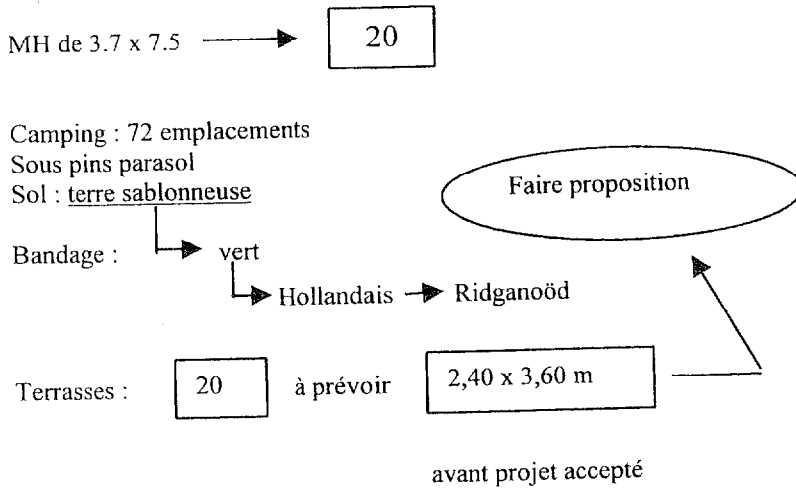 MH de 3.7 x 7.5 20
Camping : 72 emplacements
Sous pins parasol
Sol : terre sablonneuse
Faire proposition
Bandage : vert
Hollandais Ridganoöd
Terrasses : 20 à prévoir 2,40 x 3,60 m
avant projet accepté